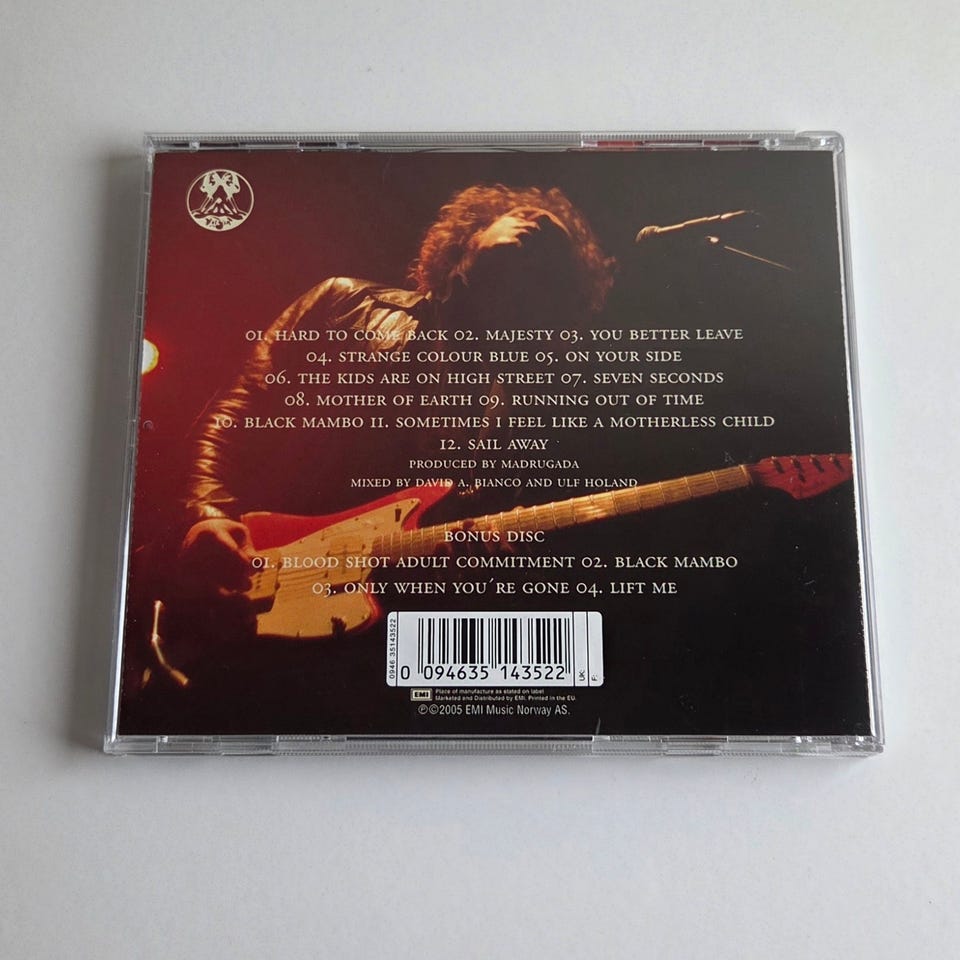 01. HARD TO COME BACK 02. MAJESTY 03. YOU BETTER LEAVE
04. STRANGE COLOUR BLUE 05. ON YOUR SIDE
06. THE KIDS ARE ON HIGH STREET 07. SEVEN SECONDS
08. MOTHER OF EARTH 09. RUNNING OUT OF TIME
10. BLACK MAMBO 11. SOMETIMES I FEEL LIKE A MOTHERLESS CHILD
12. SAIL AWAY
PRODUCED BY MADRUGADA
MIXED BY DAVID A. BIANCO AND ULF HOLAND
BONUS DISC
01. BLOOD SHOT ADULT COMMITMENT 02. BLACK MAMBO
03. ONLY WHEN YOU´RE GONE 04. LIFT ME
0946 35143522
0 094635 143522
UK:
F:
EMI
Place of manufacture as stated on label
Marketed and Distributed by EMI. Printed in the EU.
℗©2005 EMI Music Norway AS.